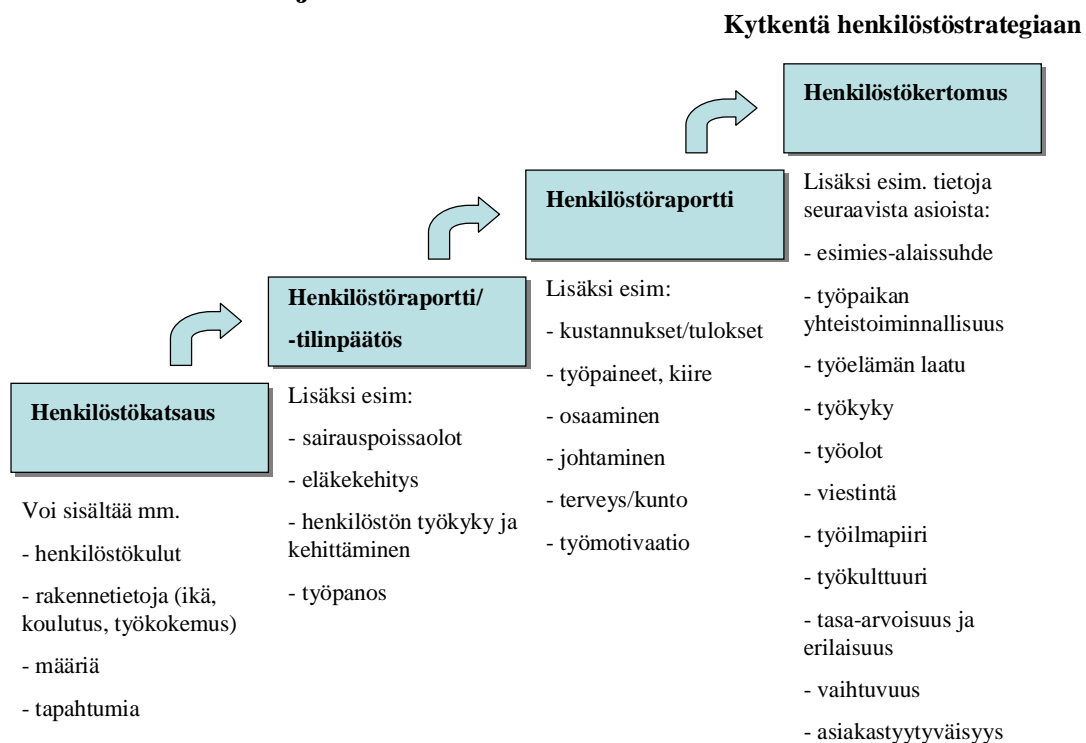 Kytkentä henkilöstöstrategiaan
Henkilöstökertomus
Lisäksi esim. tietoja
seuraavista asioista:
- esimies-alaissuhde
- työpaikan
yhteistoiminnallisuus
- työelämän laatu
- työkyky
- työolot
- viestintä
- työilmapiiri
- työkulttuuri
- tasa-arvoisuus ja
erilaisuus
- vaihtuvuus
- asiakastyytyväisyys
Henkilöstöraportti
Lisäksi esim:
- kustannukset/tulokset
- työpaineet, kiire
- osaaminen
- johtaminen
- terveys/kunto
- työmotivaatio
Henkilöstöraportti/
-tilinpäätös
Lisäksi esim:
- sairauspoissaolot
- eläkekehitys
- henkilöstön työkyky ja
kehittäminen
- työpanos
Henkilöstökatsaus
Voi sisältää mm.
- henkilöstökulut
- rakennetietoja (ikä,
koulutus, työkokemus)
- määriä
- tapahtumia